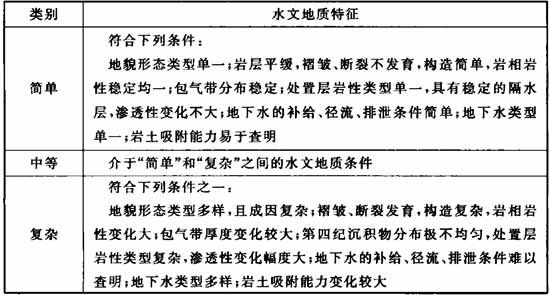 类别 水文地质特征
符合下列条件:
地貌形态类型单一;岩层平缓,褶皱、断裂不发育,构造简单,岩相岩
性稳定均一;包气带分布稳定;处置层岩性类型单一,具有稳定的隔水
层,渗透性变化不大;地下水的补给、径流、排泄条件简单;地下水类型
单一;岩土吸附能力易于查明
简单
中等 介于“简单”和“复杂”之间的水文地质条件
符合下列条件之一:
地貌形态类型多样,且成因复杂;褶皱、断裂发育,构造复杂,岩相岩
性变化大;包气带厚度变化较大;第四纪沉积物分布极不均匀,处置层
岩性类型复杂,渗透性变化幅度大;地下水的补给、径流、排泄条件难以
查明;地下水类型多样;岩土吸附能力变化较大
复杂